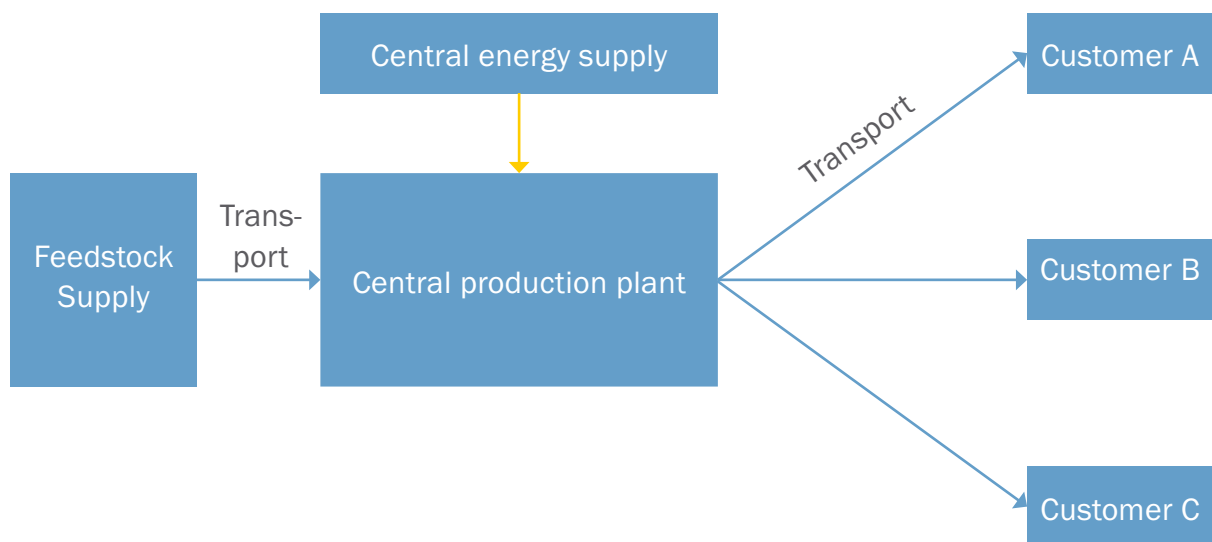 Central energy supply
Customer A
Transport
Trans-
port
Feedstock
Supply
Central production plant
Customer B
Customer C